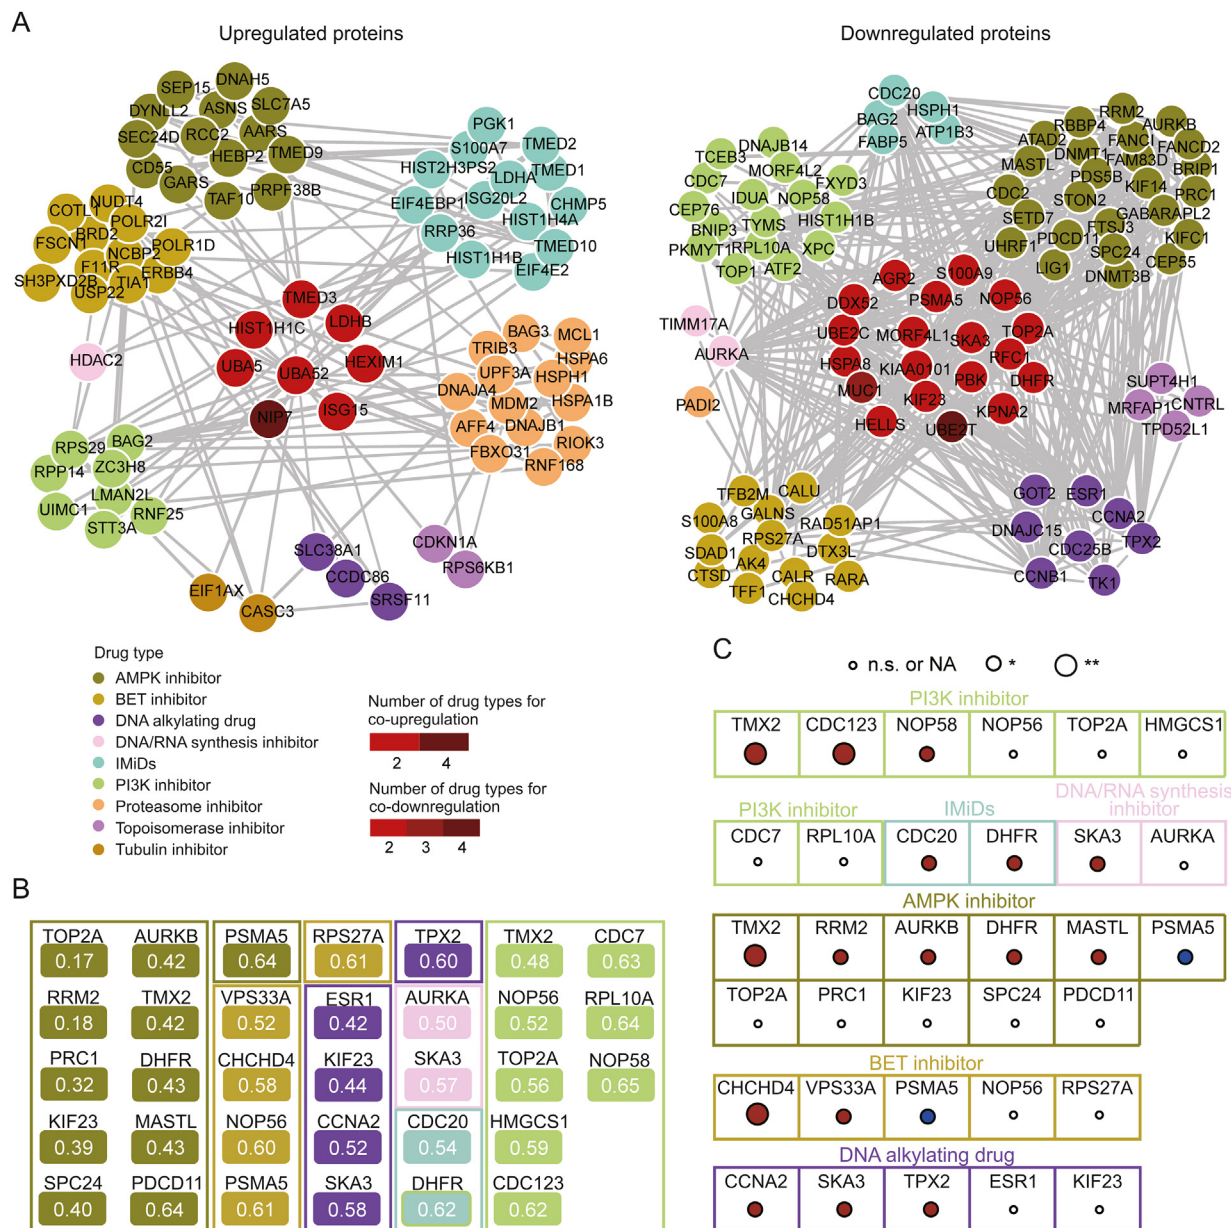 A
Upregulated proteins
Downregulated proteins
SEP15
DNAH5
DYNLL2
ASNS
SLC7A5
SEC24D
RCC2
AARS
HEBP2
TMED9
CD55
GARS
TAF10
PRPF38B
PGK1
S100A7
TMED2
HIST2H3PS2
LDHA
TMED1
EIF4EBP1
ISG20L2
CHMP5
HIST1H4A
RRP36
TMED10
HIST1H1B
EIF4E2
COTL1
NUDT4
POLR2I
FSCN1
BRD2
NCBP2
POLR1D
F11R
ERBB4
SH3PXD2B
TIAT
USP22
TMED3
HIST1H1C
LDHB
UBA5
UBA52
HEXIM1
NIP7
ISG15
HDAC2
BAG3
MCL1
TRIB3
HSPA6
UPF3A
HSPH1
DNAJA4
MDM2
HSPA1B
AFF4
DNAJB1
FBXO31
RIOK3
RNF168
RPS29
BAG2
RPP14
ZC3H8
UIMC1
LMAN2L
RNF25
STT3A
SLC38A1
CCDC86
SRSF11
CDKN1A
RPS6KB1
EIF1AX
CASC3
CDC20
HSPH1
BAG2
ATP1B3
FABP5
TCEB3
DNAJB14
MORF4L2
CDC7
FXYD3
IDUA
NOP58
CEP76
BNIP3
TYMS
HIST1H1B
PKMYT1
RPL10A
XPC
TOP1
ATF2
RRM2
RBBP4
AURKB
ATAD2
FANCI
FANCD2
DNMT1
FAM83D
MASTL
PDS5B
BRIP1
CDC2
KIF14
PRC1
STON2
SETD7
GABARAPL2
FTSJ3
UHRF1
PDCD11
KIFC1
SPC24
LIG1
CEP55
DNMT3B
AGR2
S100A9
DDX52
PSMA5
NOP56
UBE2C
MORF4L1
SKA3
TOP2A
HSPA8
KIAA0101
RFC1
MUC1
PBK
DHFR
KIF23
HELLS
KPNA2
UBE2T
TIMM17A
AURKA
PADI2
SUPT4H1
MRFAP1
CNTRL
TPD52L1
TFB2M
CALU
S100A8
GALNS
RAD51AP1
RPS27A
SDAD1
DTX3L
AK4
CTSD
CALR
RARA
TFF1
CHCHD4
GOT2
ESR1
CCNA2
DNAJC15
TPX2
CDC25B
CCNB1
TK1
Drug type
AMPK inhibitor
BET inhibitor
DNA alkylating drug
DNA/RNA synthesis inhibitor
IMiDs
PI3K inhibitor
Proteasome inhibitor
Topoisomerase inhibitor
Tubulin inhibitor
Number of drug types for
co-upregulation
2 4
Number of drug types for
co-downregulation
2 3 4
B
TOP2A AURKB PSMA5 RPS27A TPX2 TMX2 CDC7
0.17 0.42 0.64 0.61 0.60 0.48 0.63
RRM2 TMX2 VPS33A ESR1 AURKA NOP56 RPL10A
0.18 0.42 0.52 0.42 0.50 0.52 0.64
PRC1 DHFR CHCHD4 KIF23 SKA3 TOP2A NOP58
0.32 0.43 0.58 0.44 0.57 0.56 0.65
KIF23 MASTL NOP56 CCNA2 CDC20 HMGCS1
0.39 0.43 0.60 0.52 0.54 0.59
SPC24 PDCD11 PSMA5 SKA3 DHFR CDC123
0.40 0.64 0.61 0.58 0.62 0.62
C
n.s. or NA * **
PI3K inhibitor
TMX2 CDC123 NOP58 NOP56 TOP2A HMGCS1
PI3K inhibitor IMiDs DNA/RNA synthesis
inhibitor
CDC7 RPL10A CDC20 DHFR SKA3 AURKA
AMPK inhibitor
TMX2 RRM2 AURKB DHFR MASTL PSMA5
TOP2A PRC1 KIF23 SPC24 PDCD11
BET inhibitor
CHCHD4 VPS33A PSMA5 NOP56 RPS27A
DNA alkylating drug
CCNA2 SKA3 TPX2 ESR1 KIF23